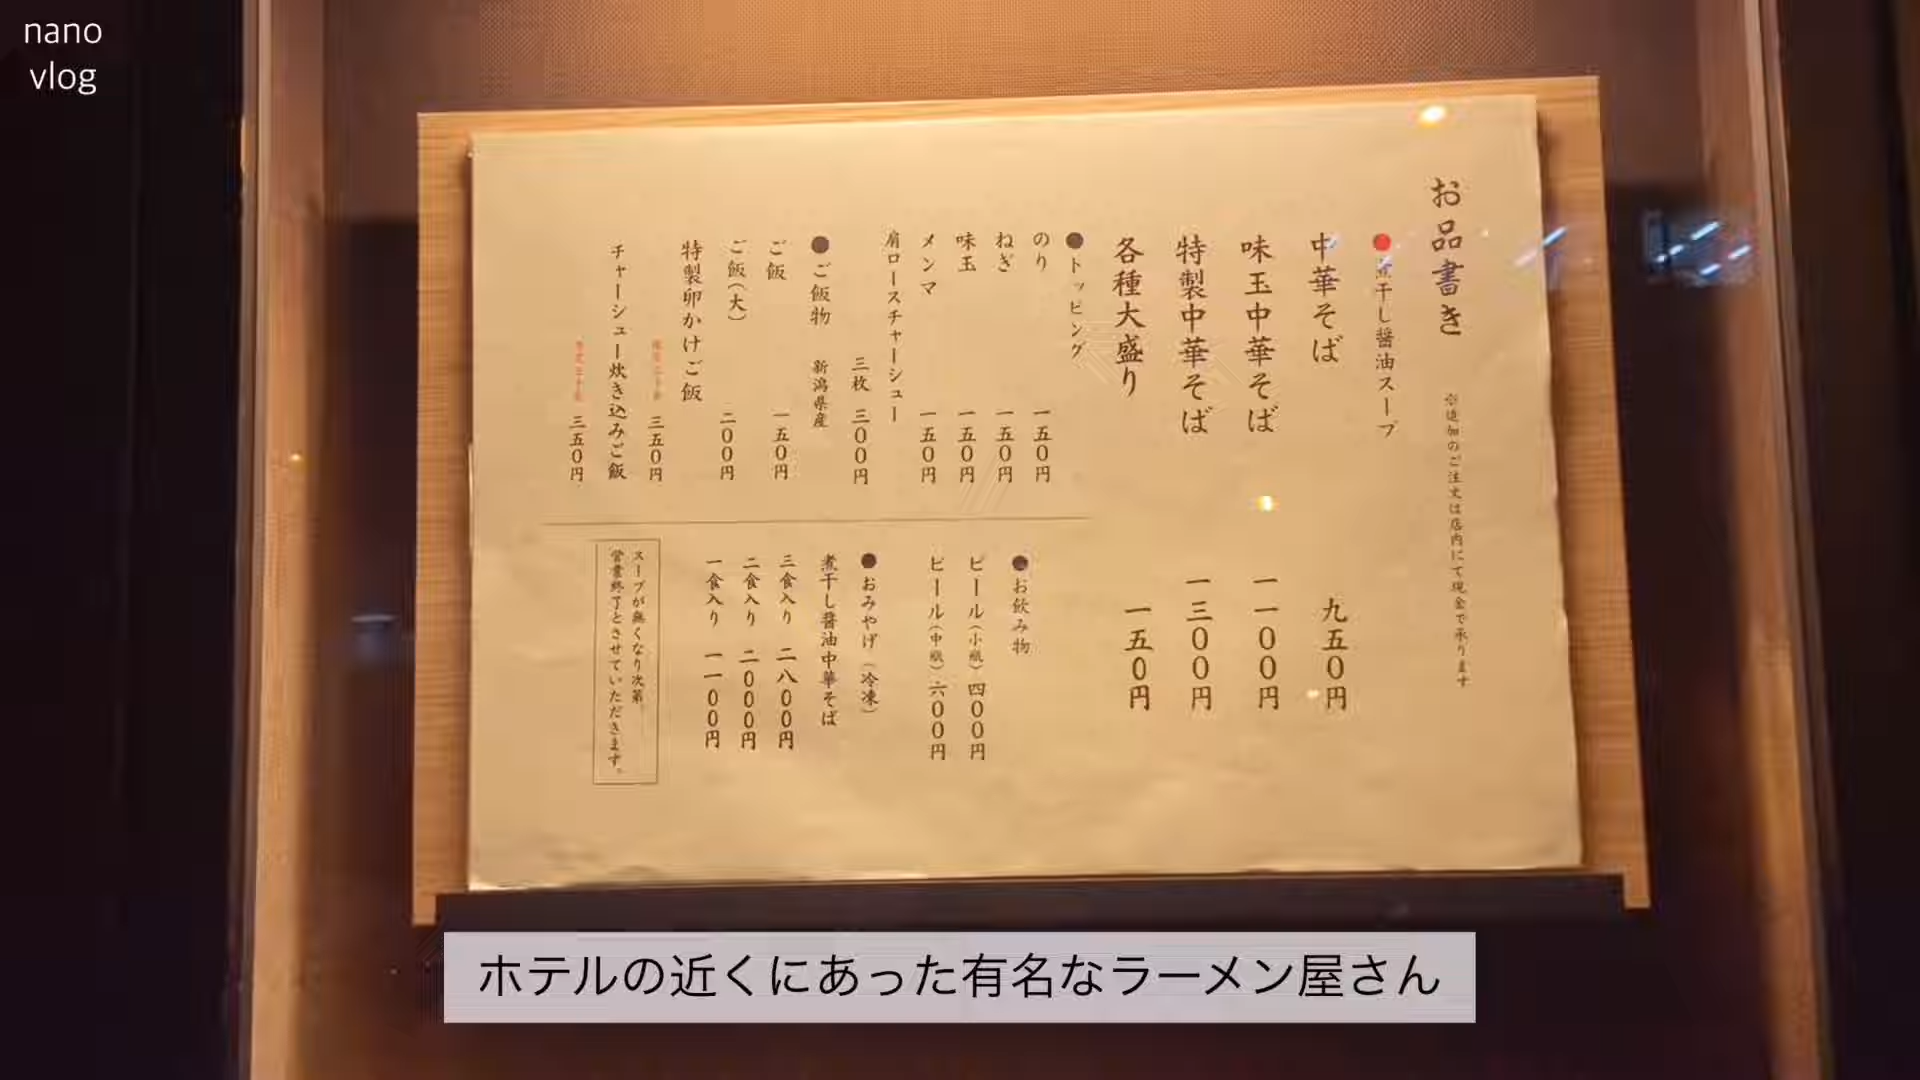 nano
vlog
お品書き
※追加のご注文は店内にて現金で承ります
●煮干し醤油スープ
中華そば 九五〇円
味玉中華そば 一一〇〇円
特製中華そば 一三〇〇円
各種大盛り 一五〇円
●トッピング
のり 一五〇円
ねぎ 一五〇円
味玉 一五〇円
メンマ 一五〇円
肩ロースチャーシュー
三枚 三〇〇円
●ご飯物 新潟県産
ご飯 一五〇円
ご飯(大) 二〇〇円
特製卵かけご飯
三五〇円
チャーシュー炊き込みご飯
三五〇円
●お飲み物
ビール(小瓶) 四〇〇円
ビール(中瓶) 六〇〇円
●おみやげ(冷凍)
煮干し醤油中華そば
三食入り 二八〇〇円
二食入り 二〇〇〇円
一食入り 一一〇〇円
スープが無くなり次第、
営業終了とさせていただきます。
ホテルの近くにあった有名なラーメン屋さん